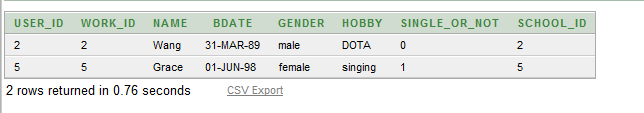 USER_ID WORK_ID NAME BDATE GENDER HOBBY SINGLE_OR_NOT SCHOOL_ID
2 2 Wang 31-MAR-89 male DOTA 0 2
5 5 Grace 01-JUN-98 female singing 1 5
2 rows returned in 0.76 seconds CSV Export